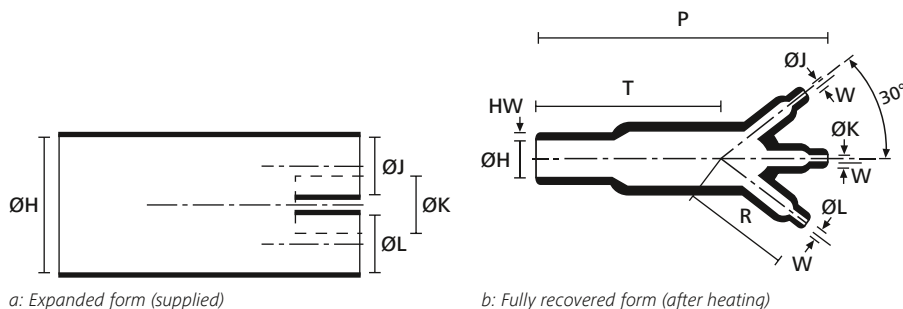 P
ØJ
T
W
30°
HW
ØK
ØH
W
ØL
R
W
ØH
ØJ
ØK
ØL
a: Expanded form (supplied)
b: Fully recovered form (after heating)